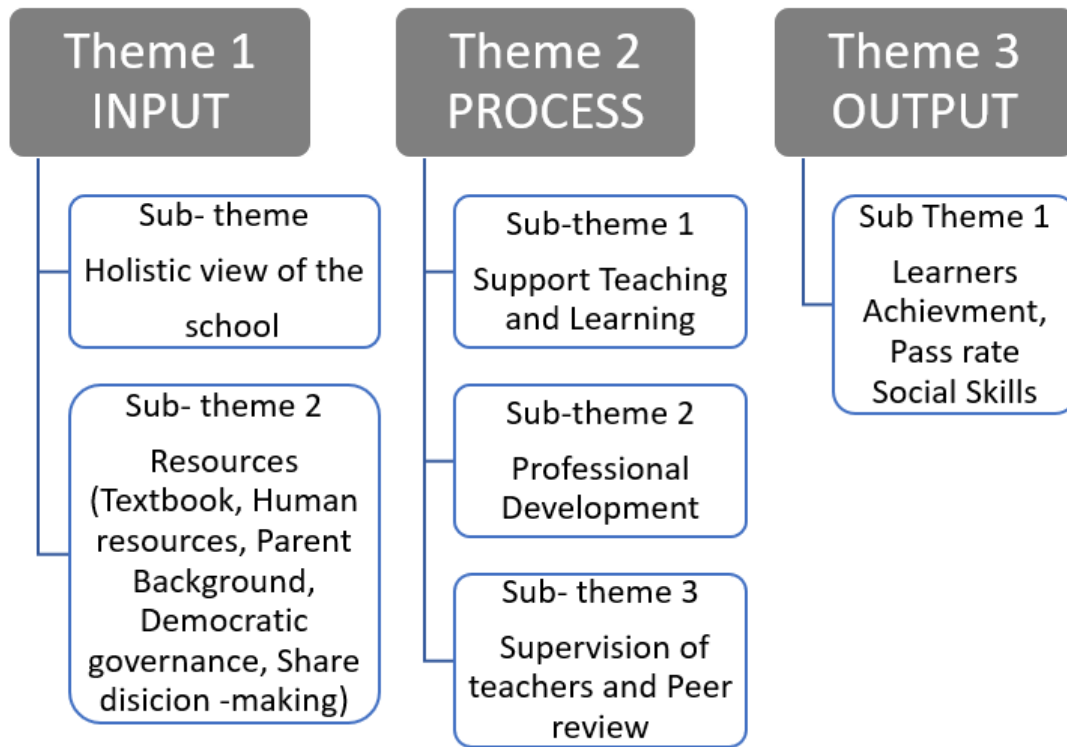 Theme 1
INPUT
Sub- theme
Holistic view of the
school
Sub- theme 2
Resources
(Textbook, Human
resources, Parent
Background,
Democratic
governance, Share
disicion -making)
Theme 2
PROCESS
Sub-theme 1
Support Teaching
and Learning
Sub-theme 2
Professional
Development
Sub- theme 3
Supervision of
teachers and Peer
review
Theme 3
OUTPUT
Sub Theme 1
Learners
Achievment,
Pass rate
Social Skills